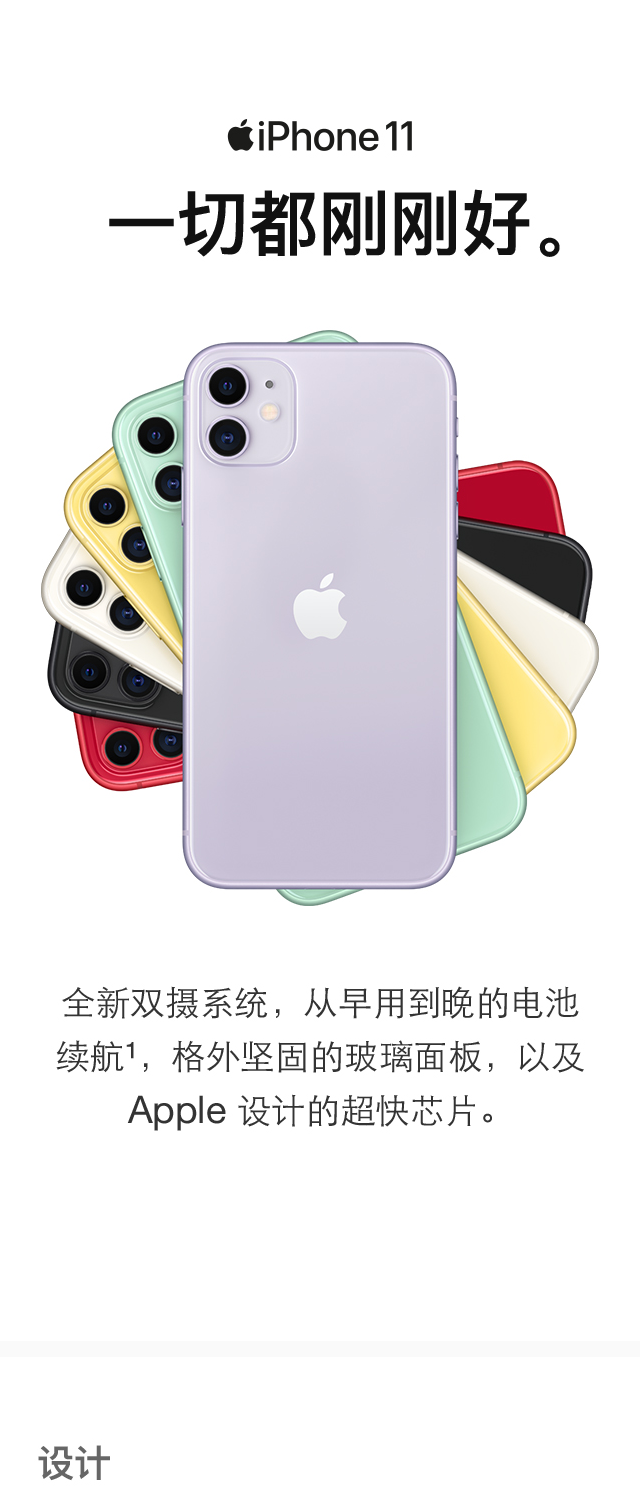 iPhone 11
一切都刚刚好。
全新双摄系统，从早用到晚的电池
续航¹，格外坚固的玻璃面板，以及
Apple 设计的超快芯片。
设计